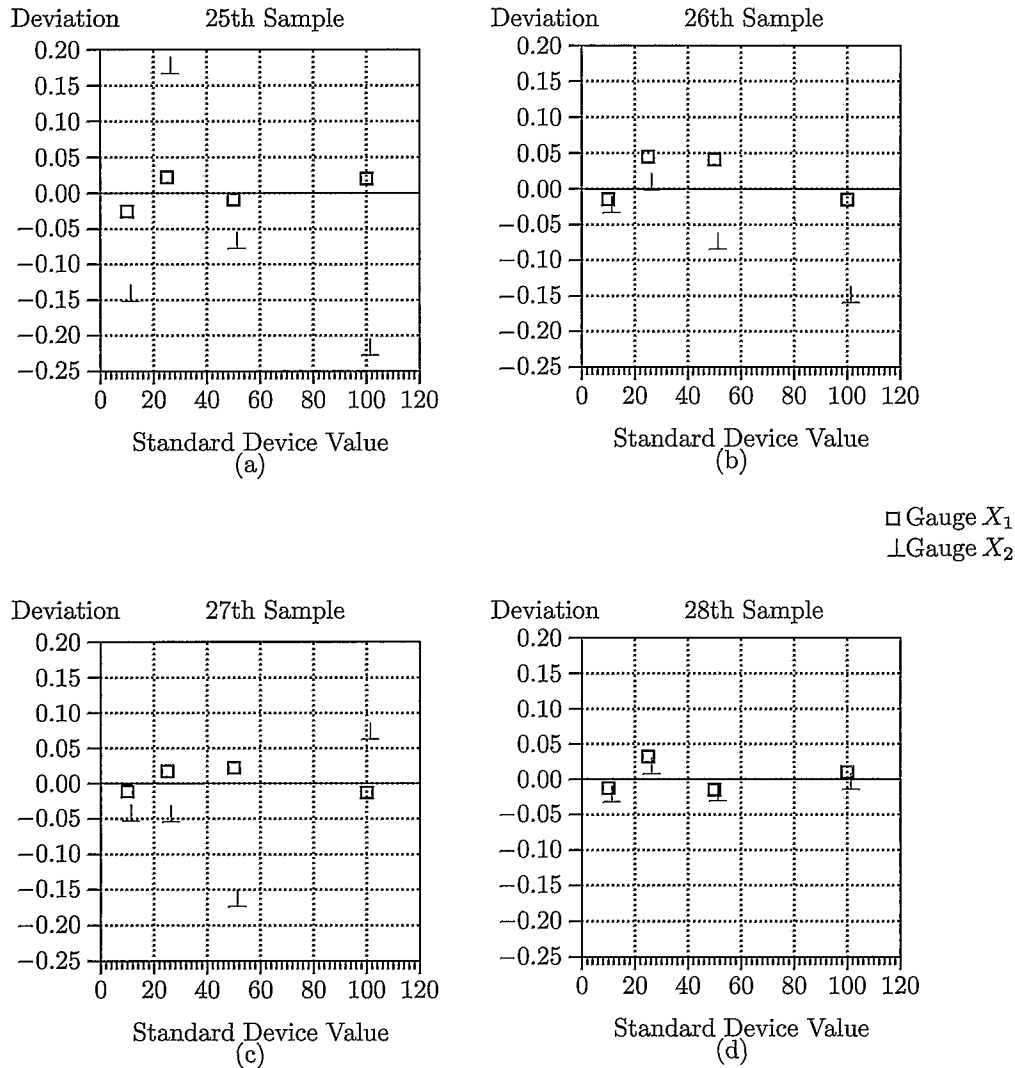 Deviation 25th Sample
0.20
0.15
0.10
0.05
0.00
−0.05
−0.10
−0.15
−0.20
−0.25
0 20 40 60 80 100 120
Standard Device Value
(a)
Deviation 26th Sample
0.20
0.15
0.10
0.05
0.00
−0.05
−0.10
−0.15
−0.20
−0.25
0 20 40 60 80 100 120
Standard Device Value
(b)
Gauge X₁
Gauge X₂
Deviation 27th Sample
0.20
0.15
0.10
0.05
0.00
−0.05
−0.10
−0.15
−0.20
−0.25
0 20 40 60 80 100 120
Standard Device Value
(c)
Deviation 28th Sample
0.20
0.15
0.10
0.05
0.00
−0.05
−0.10
−0.15
−0.20
−0.25
0 20 40 60 80 100 120
Standard Device Value
(d)